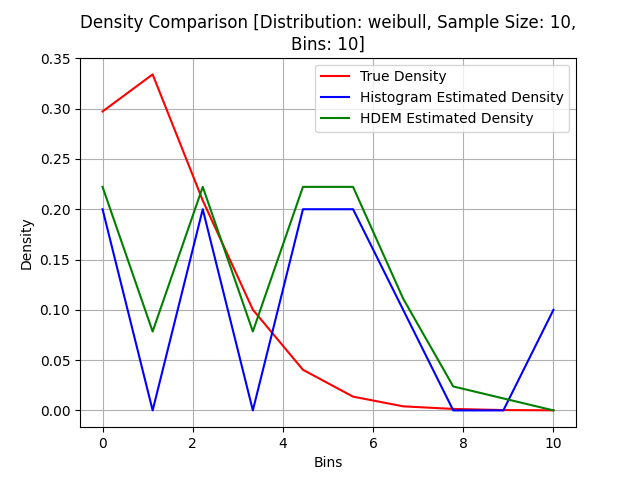 Density Comparison [Distribution: weibull, Sample Size: 10,
Bins: 10]
True Density
Histogram Estimated Density
HDEM Estimated Density
Density
0.35
0.30
0.25
0.20
0.15
0.10
0.05
0.00
0 2 4 6 8 10
Bins